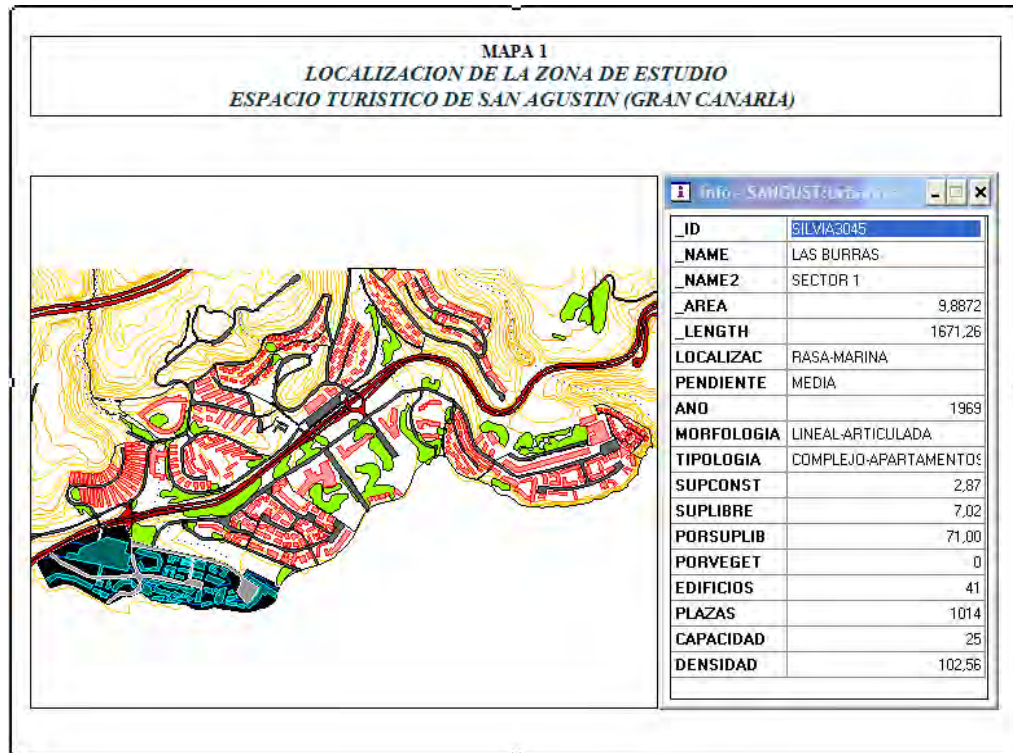 MAPA 1
LOCALIZACION DE LA ZONA DE ESTUDIO
ESPACIO TURISTICO DE SAN AGUSTIN (GRAN CANARIA)
Info - SANGUST:
_ID SILVIA3045
_NAME LAS BURRAS
_NAME2 SECTOR 1
_AREA 9,8872
_LENGTH 1671,26
LOCALIZAC RASA-MARINA
PENDIENTE MEDIA
ANO 1969
MORFOLOGIA LINEAL-ARTICULADA
TIPOLOGIA COMPLEJO-APARTAMENTOS
SUPCONST 2,87
SUPLIBRE 7,02
PORSUPLIB 71,00
PORVEGET 0
EDIFICIOS 41
PLAZAS 1014
CAPACIDAD 25
DENSIDAD 102,56